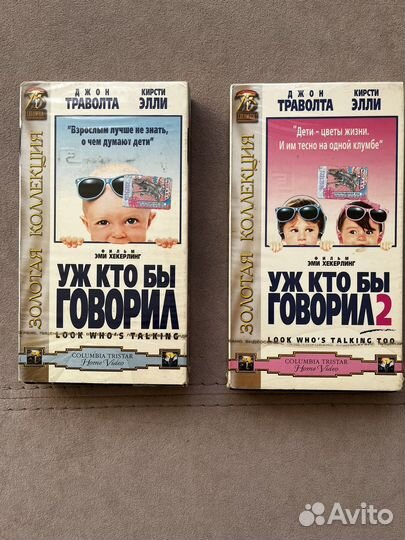 ДЖОН ТРАВОЛТА
КИРСТИ ЭЛЛИ
ЗОЛОТАЯ КОЛЛЕКЦИЯ
"Взрослым лучше не знать,
о чем думают дети"
ФИЛЬМ
ЭМИ ХЕКЕРЛИНГ
УЖ КТО БЫ
ГОВОРИЛ
LOOK WHO'S TALKING
COLUMBIA TRISTAR
Home Video
ДЖОН ТРАВОЛТА
КИРСТИ ЭЛЛИ
ЗОЛОТАЯ КОЛЛЕКЦИЯ
"Дети - цветы жизни.
И им тесно на одной клумбе"
ФИЛЬМ
ЭМИ ХЕКЕРЛИНГ
УЖ КТО БЫ
ГОВОРИЛ 2
LOOK WHO'S TALKING TOO
COLUMBIA TRISTAR
Home Video
Avito